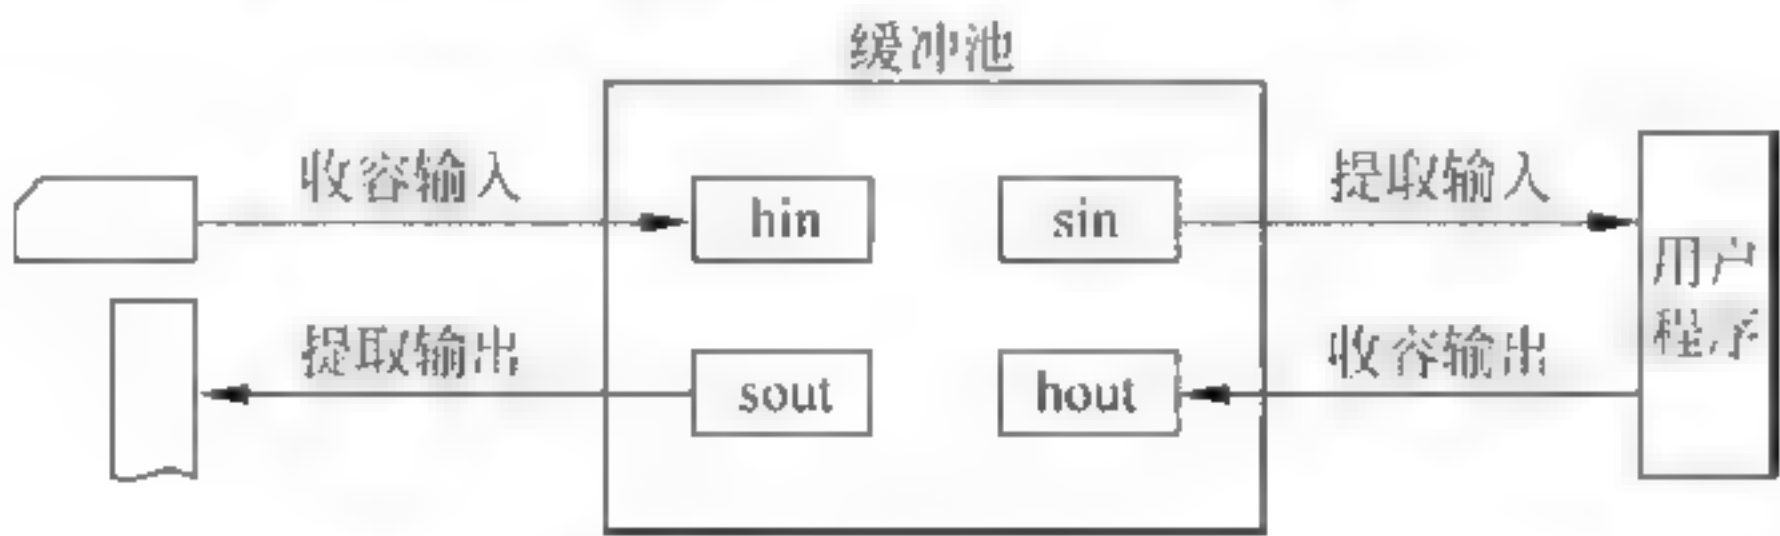 缓冲池
收容输入
hin
sin
提取输入
用户
程序
提取输出
sout
hout
收容输出